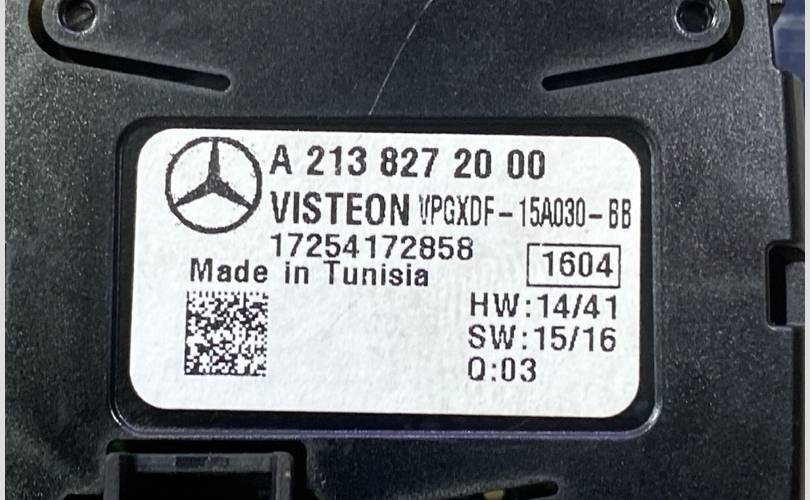 A 213 827 20 00
VISTEON VPGXDF-15A030-BB
17254172858
Made in Tunisia
1604
HW:14/41
SW:15/16
Q:03